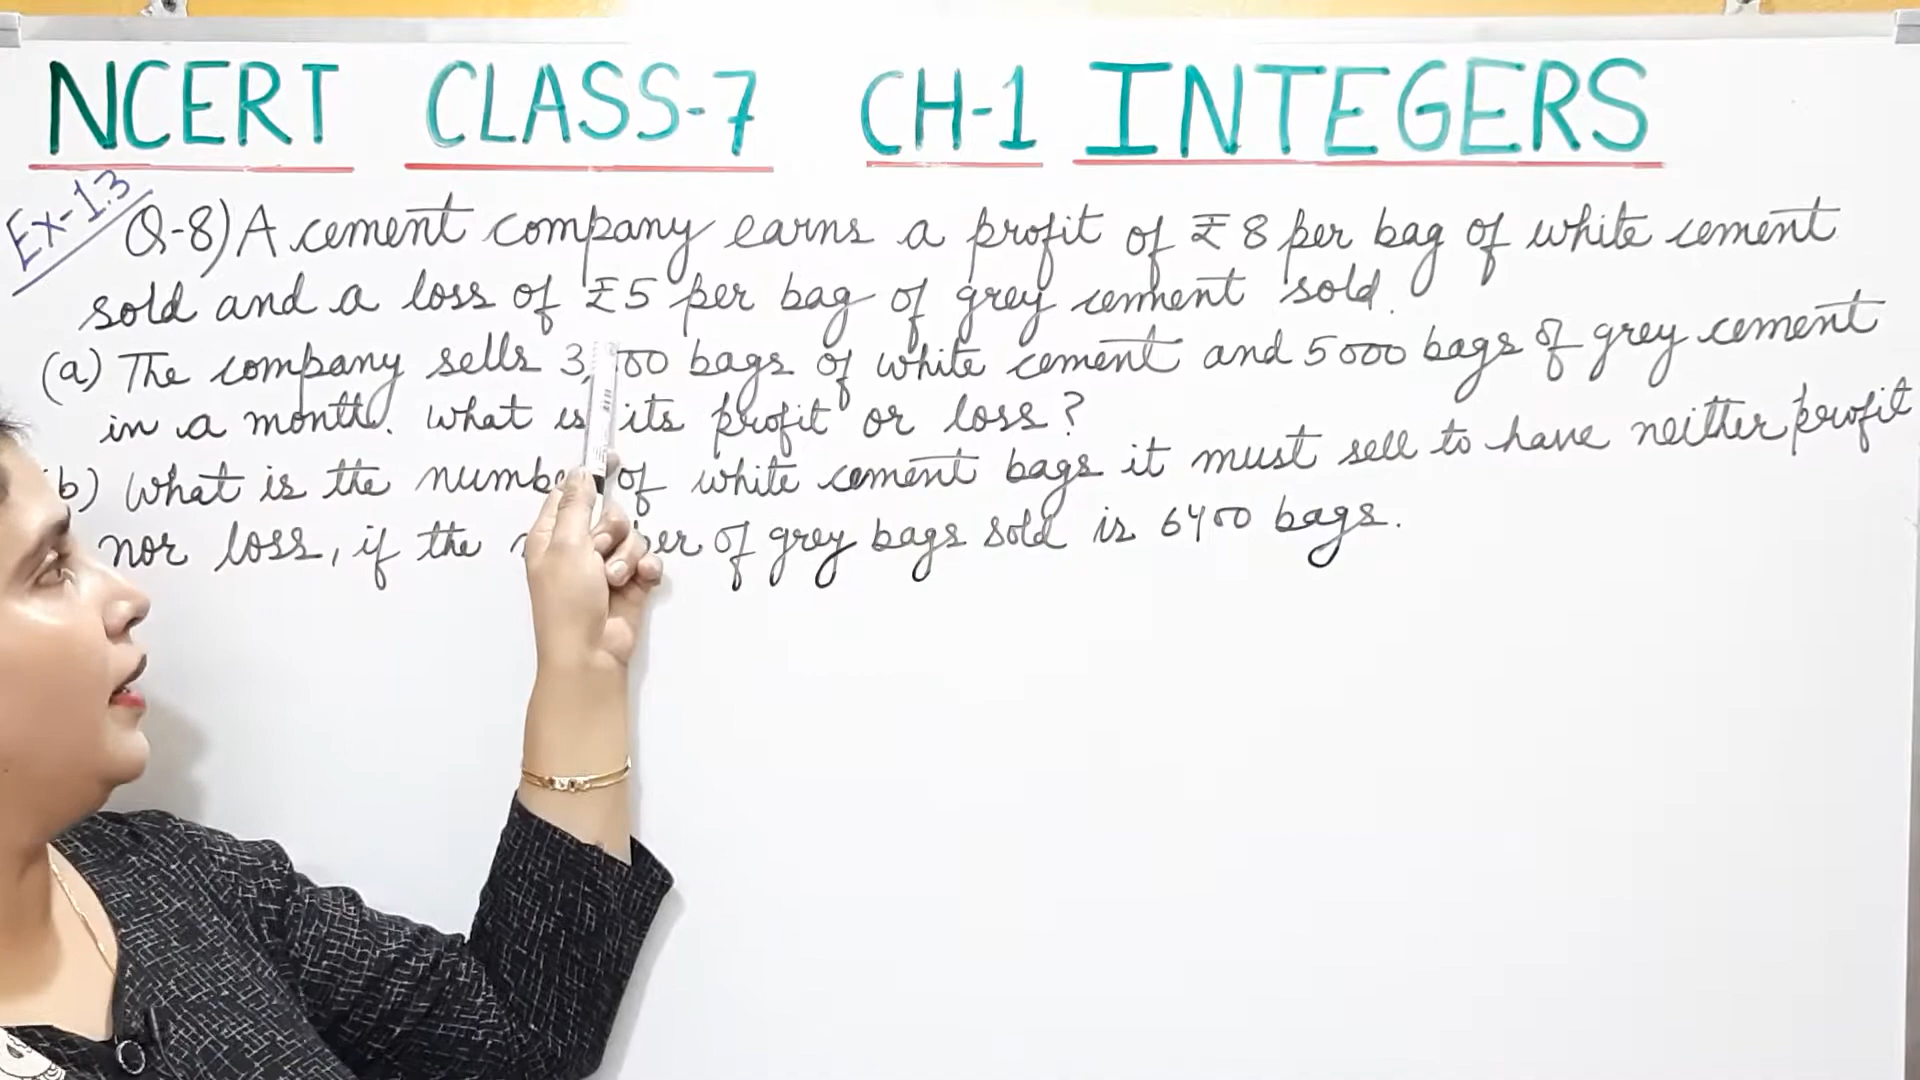 NCERT CLASS-7 CH-1 INTEGERS
Ex-1.3
Q-8) A cement company earns a profit of ₹ 8 per bag of white cement
sold and a loss of ₹ 5 per bag of grey cement sold.
(a) The company sells bags of white cement and 5000 bags of grey cement
in a month. What is its profit or loss?
b) What is the number of white cement bags it must sell to have neither profit
nor loss, if the of grey bags sold is 6400 bags.